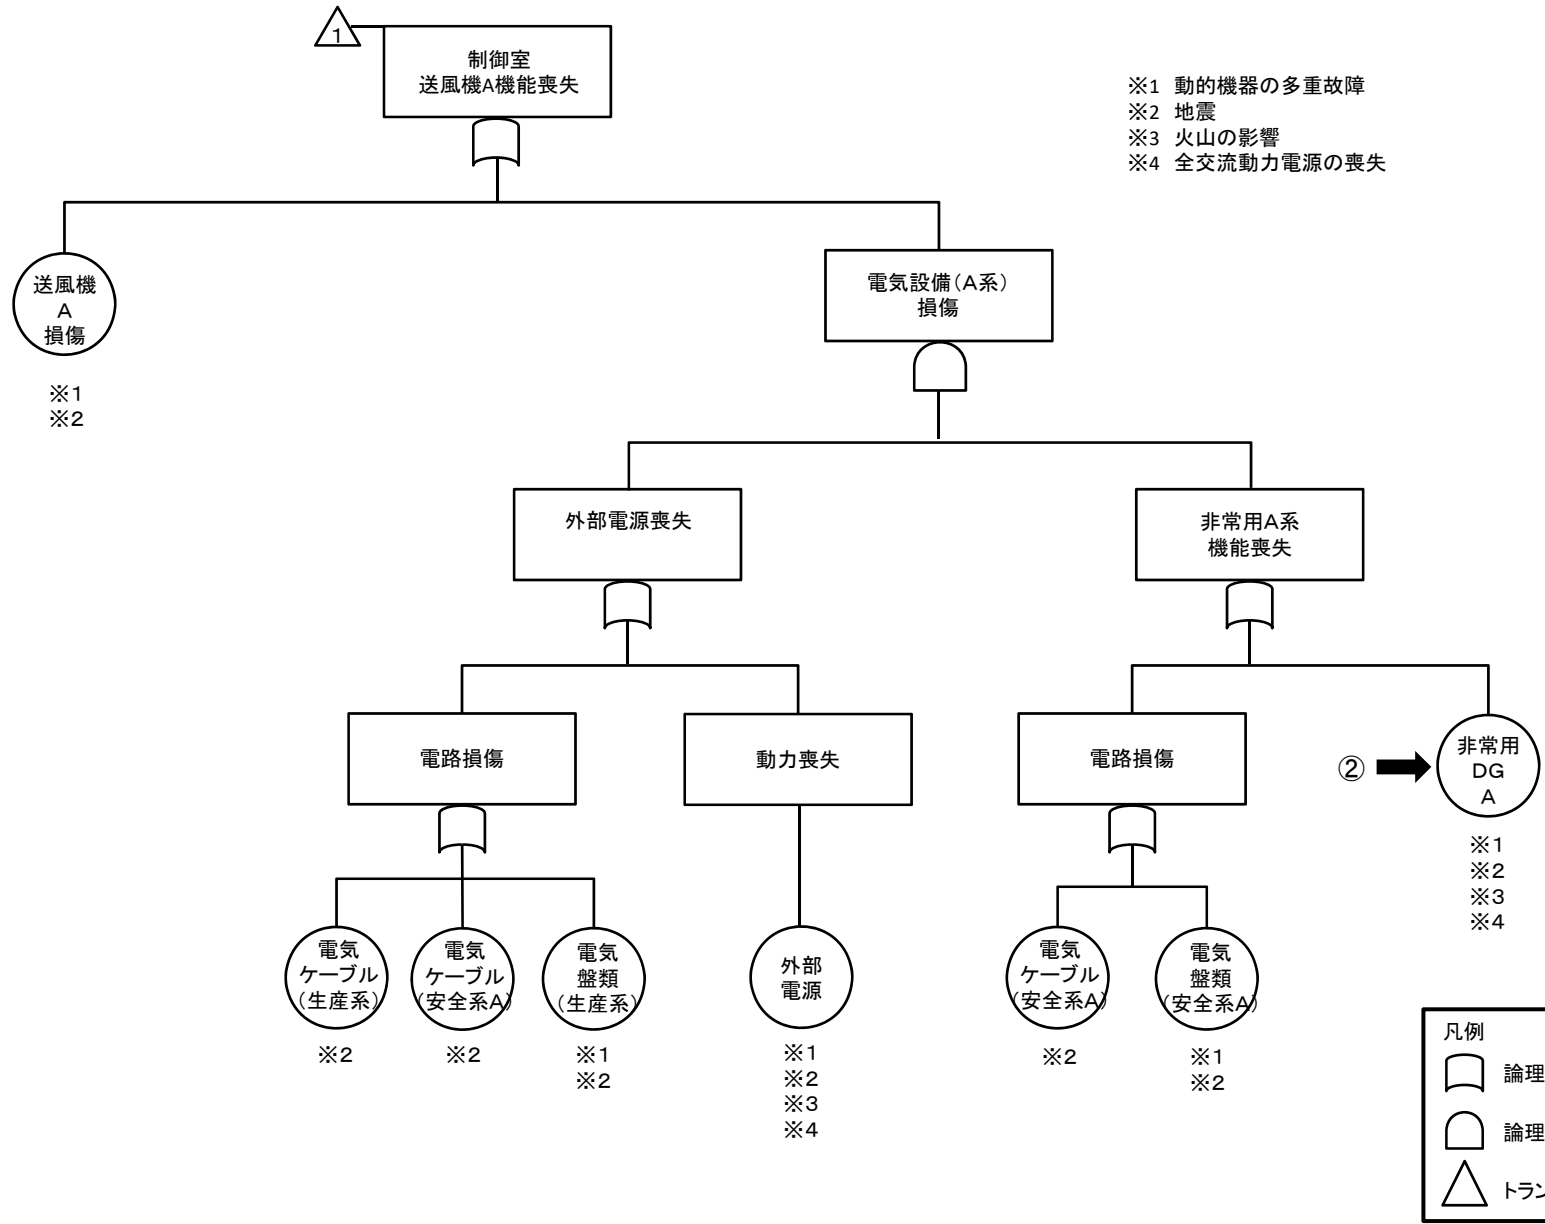 1
制御室
送風機A機能喪失
※1 動的機器の多重故障
※2 地震
※3 火山の影響
※4 全交流動力電源の喪失
送風機
A
損傷
※1
※2
電気設備(A系)
損傷
外部電源喪失
非常用A系
機能喪失
電路損傷
動力喪失
電路損傷
②
非常用
DG
A
※1
※2
※3
※4
電気
ケーブル
(生産系)
※2
電気
ケーブル
(安全系A)
※2
電気
盤類
(生産系)
※1
※2
外部
電源
※1
※2
※3
※4
電気
ケーブル
(安全系A)
※2
電気
盤類
(安全系A)
※1
※2
凡例
論理
論理
トラン